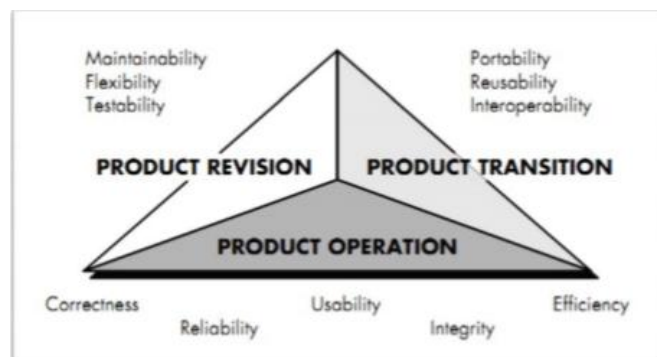 Maintainability
Flexibility
Testability
Portability
Reusability
Interoperability
PRODUCT REVISION
PRODUCT TRANSITION
PRODUCT OPERATION
Correctness
Usability
Efficiency
Reliability
Integrity